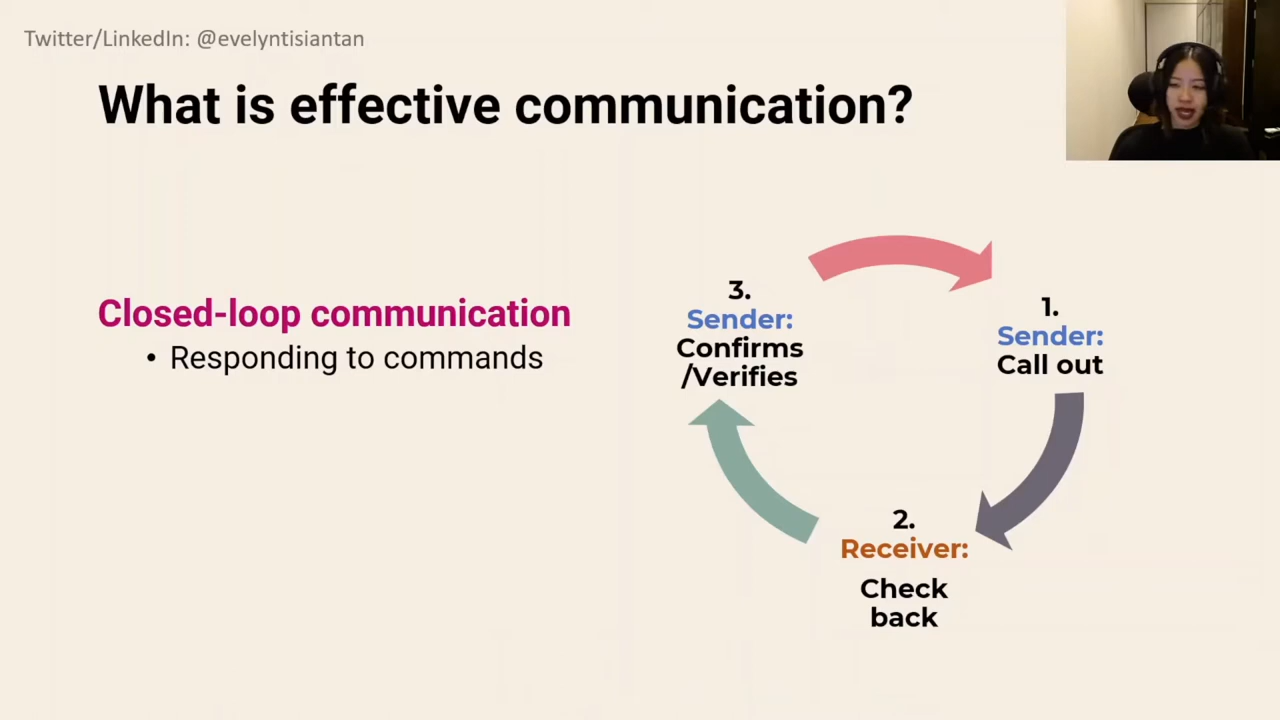 Twitter/LinkedIn: @evelyntisiantan
What is effective communication?
Closed-loop communication
• Responding to commands
1.
Sender:
Call out
2.
Receiver:
Check
back
3.
Sender:
Confirms
/Verifies